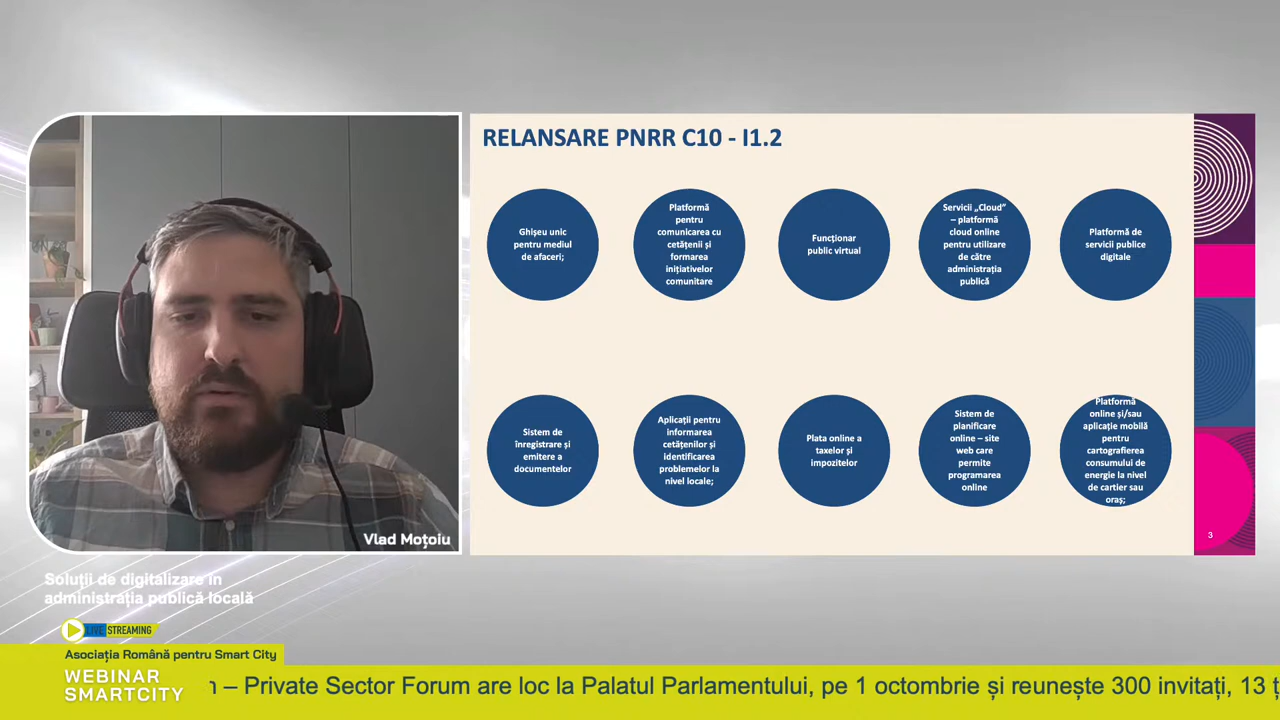 RELANSARE PNRR C10 - I1.2
Ghișeu unic
pentru mediul
de afaceri;
Platformă
pentru
comunicarea cu
cetățenii și
formarea
inițiativelor
comunitare
Funcționar
public virtual
Servicii „Cloud”
– platformă
cloud online
pentru utilizare
de către
administrația
publică
Platformă de
servicii publice
digitale
Sistem de
înregistrare și
emitere a
documentelor
Aplicații pentru
informarea
cetățenilor și
identificarea
problemelor la
nivel locale;
Plata online a
taxelor și
impozitelor
Sistem de
planificare
online – site
web care
permite
programarea
online
Platformă
online și/sau
aplicație mobilă
pentru
cartografierea
consumului de
energie la nivel
de cartier sau
oraș;
3
Vlad Moțoiu
Soluții de digitalizare în
administrația publică locală
LIVE STREAMING
Asociația Română pentru Smart City
WEBINAR
SMARTCITY
– Private Sector Forum are loc la Palatul Parlamentului, pe 1 octombrie și reunește 300 invitați, 13